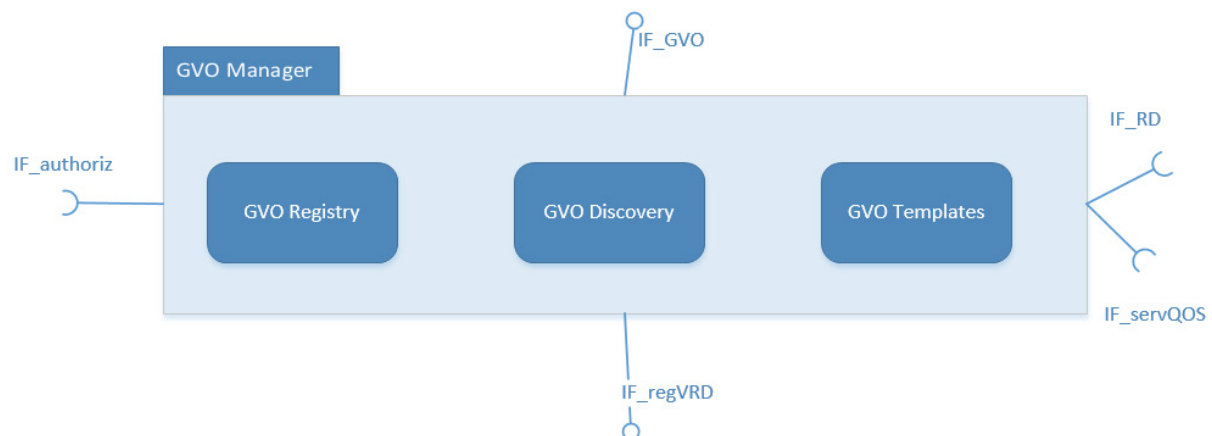 IF_GVO
GVO Manager
IF_RD
IF_authoriz
GVO Registry
GVO Discovery
GVO Templates
IF_servQOS
IF_regVRD